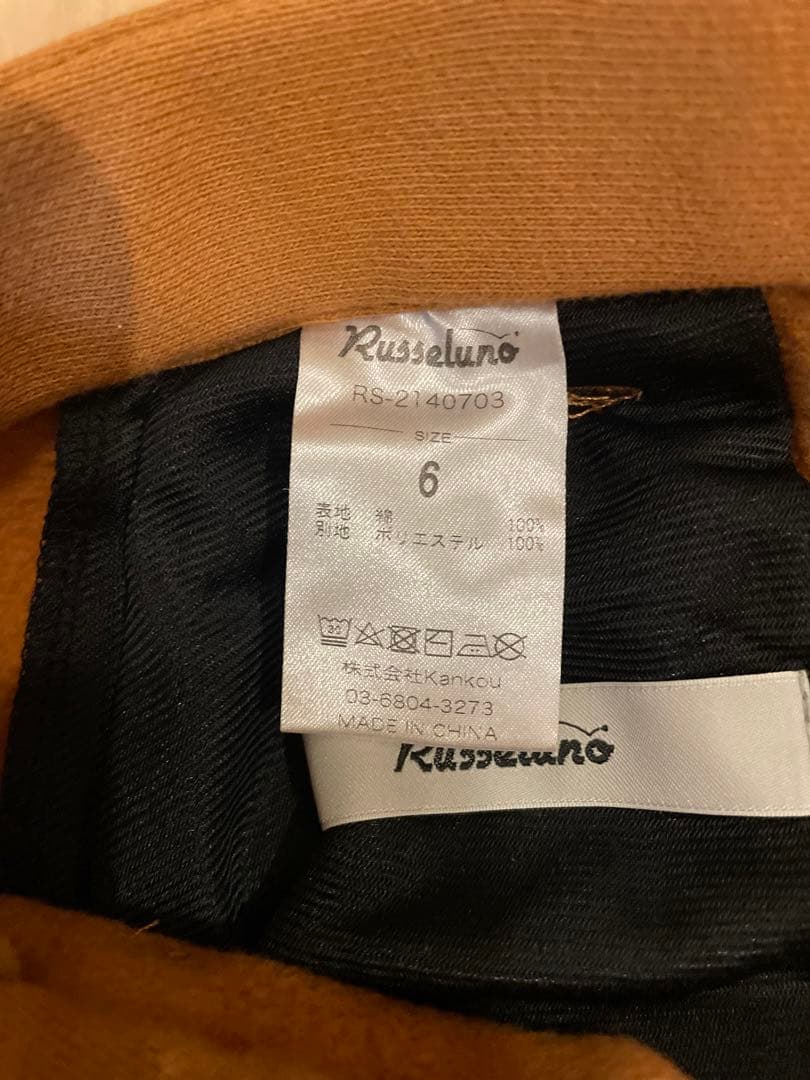 Russeluno
RS-2140703
SIZE
6
表地 綿 100%
別地 ポリエステル 100%
30
株式会社Kankou
03-6804-3273
MADE IN CHINA
Russeluno